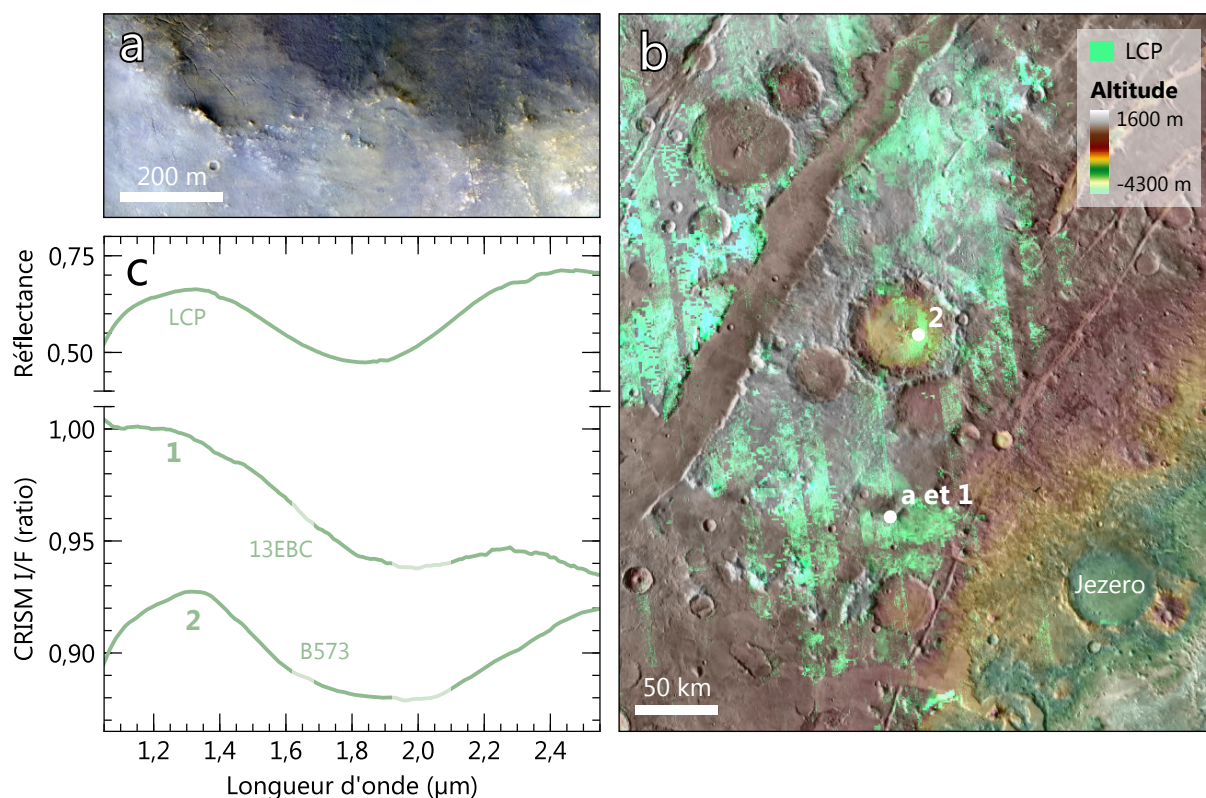 a
200 m
b
LCP
Altitude
1600 m
-4300 m
2
a et 1
Jezero
50 km
c
Réflectance
0,75
0,50
LCP
CRISM I/F (ratio)
1,00
0,95
0,90
1
13EBC
2
B573
1,2 1,4 1,6 1,8 2,0 2,2 2,4
Longueur d'onde (µm)